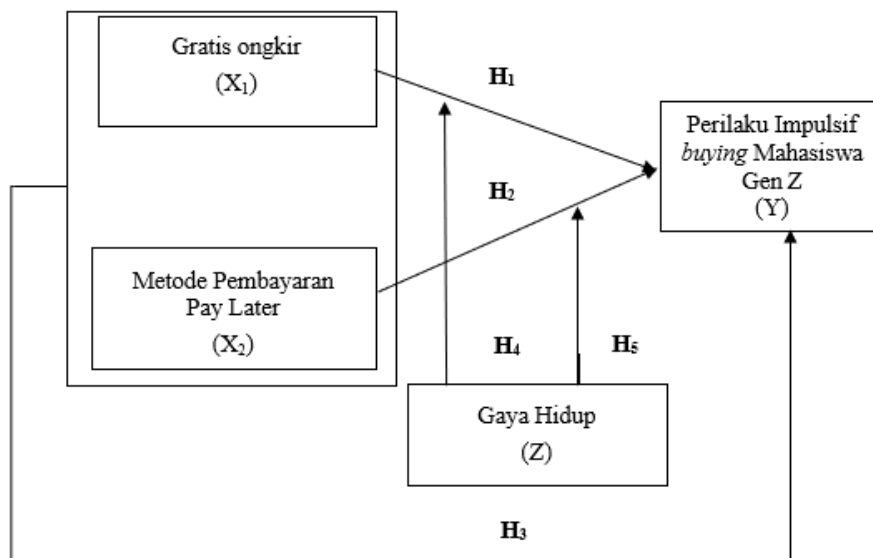 Gratis ongkir
(X₁)
H₁
Perilaku Impulsif
buying Mahasiswa
Gen Z
(Y)
H₂
Metode Pembayaran
Pay Later
(X₂)
H₄
H₅
Gaya Hidup
(Z)
H₃